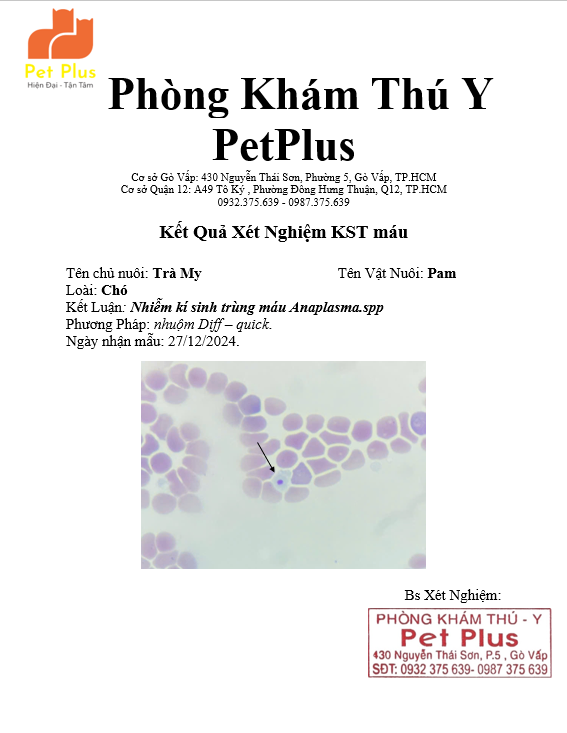 Pet Plus
Hiện Đại - Tận Tâm
Phòng Khám Thú Y
PetPlus
Cơ sở Gò Vấp: 430 Nguyễn Thái Sơn, Phường 5, Gò Vấp, TP.HCM
Cơ sở Quận 12: A49 Tô Ký , Phường Đông Hưng Thuận, Q12, TP.HCM
0932.375.639 - 0987.375.639
Kết Quả Xét Nghiệm KST máu
Tên chủ nuôi: Trà My Tên Vật Nuôi: Pam
Loài: Chó
Kết Luận: Nhiễm kí sinh trùng máu Anaplasma.spp
Phương Pháp: nhuộm Diff – quick.
Ngày nhận mẫu: 27/12/2024.
Bs Xét Nghiệm:
PHÒNG KHÁM THÚ - Y
Pet Plus
430 Nguyễn Thái Sơn, P.5 , Gò Vấp
SĐT: 0932 375 639- 0987 375 639